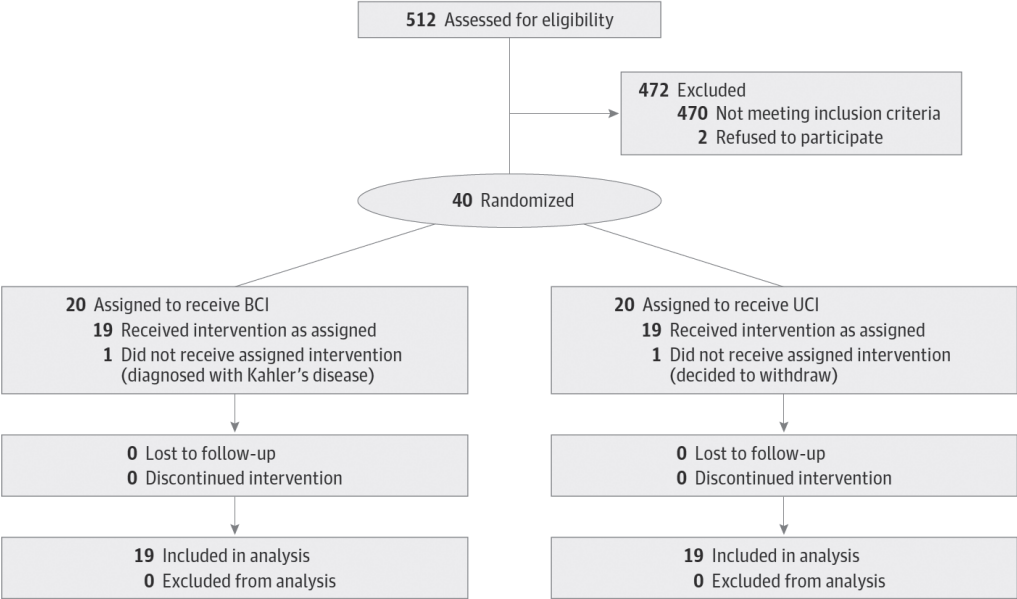 512 Assessed for eligibility
472 Excluded
470 Not meeting inclusion criteria
2 Refused to participate
40 Randomized
20 Assigned to receive BCI
19 Received intervention as assigned
1 Did not receive assigned intervention
(diagnosed with Kahler’s disease)
20 Assigned to receive UCI
19 Received intervention as assigned
1 Did not receive assigned intervention
(decided to withdraw)
0 Lost to follow-up
0 Discontinued intervention
0 Lost to follow-up
0 Discontinued intervention
19 Included in analysis
0 Excluded from analysis
19 Included in analysis
0 Excluded from analysis